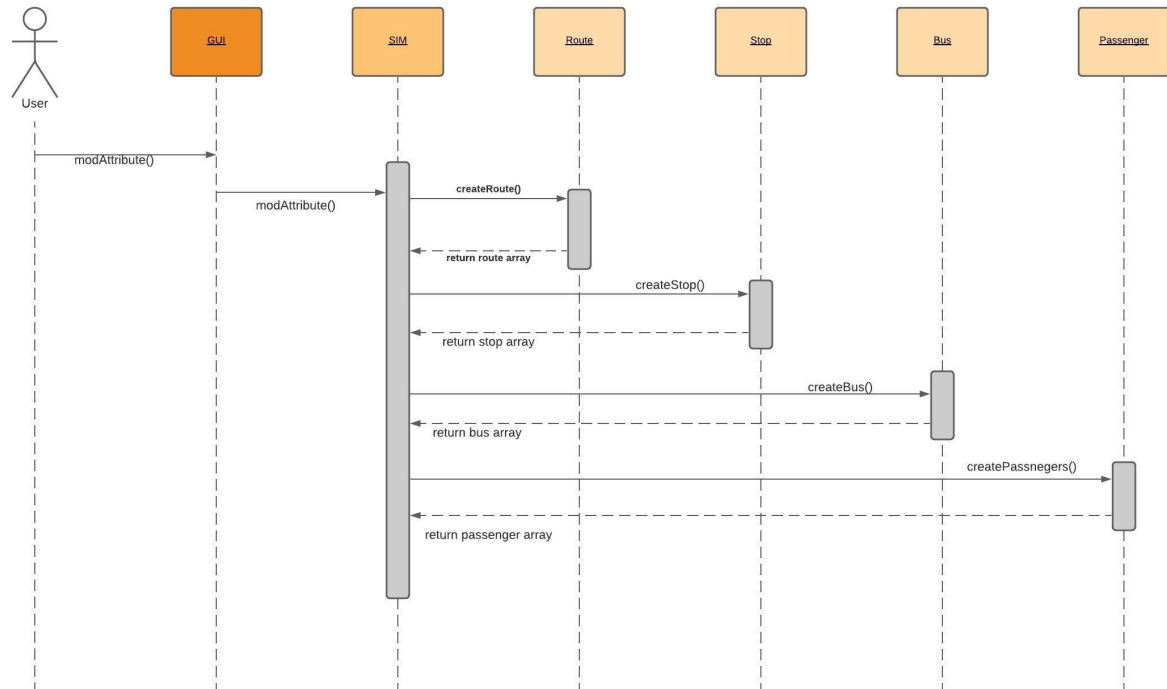 GUI
SIM
Route
Stop
Bus
Passenger
User
modAttribute()
modAttribute()
createRoute()
return route array
createStop()
return stop array
createBus()
return bus array
createPassnegers()
return passenger array